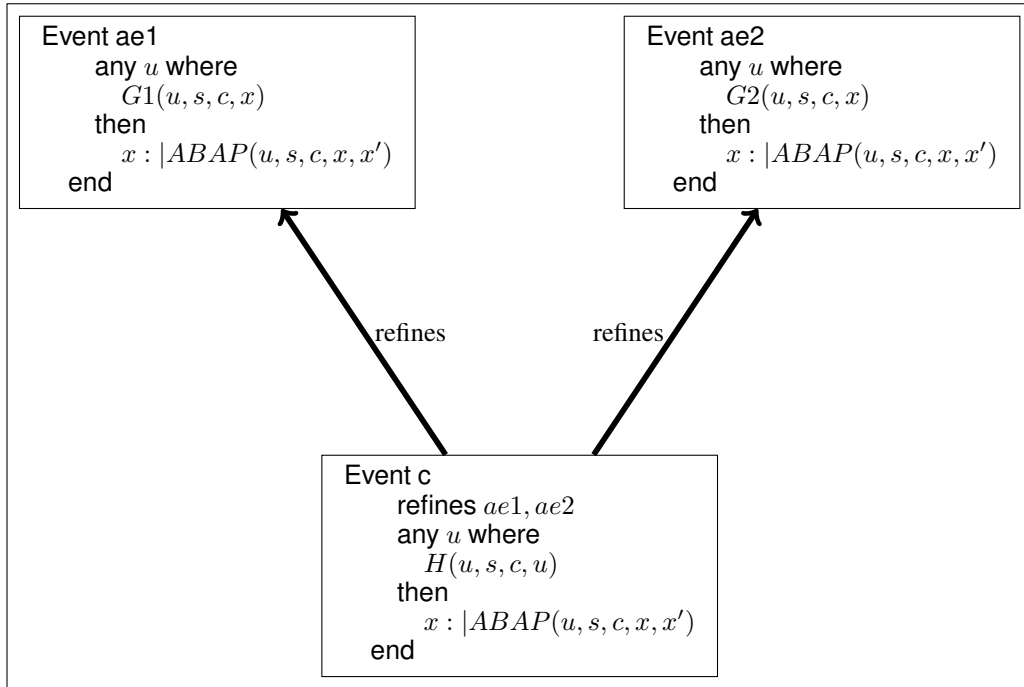 Event ae1
any u where
G1(u, s, c, x)
then
x : |ABAP(u, s, c, x, x′)
end
Event ae2
any u where
G2(u, s, c, x)
then
x : |ABAP(u, s, c, x, x′)
end
refines
refines
Event c
refines ae1, ae2
any u where
H(u, s, c, u)
then
x : |ABAP(u, s, c, x, x′)
end